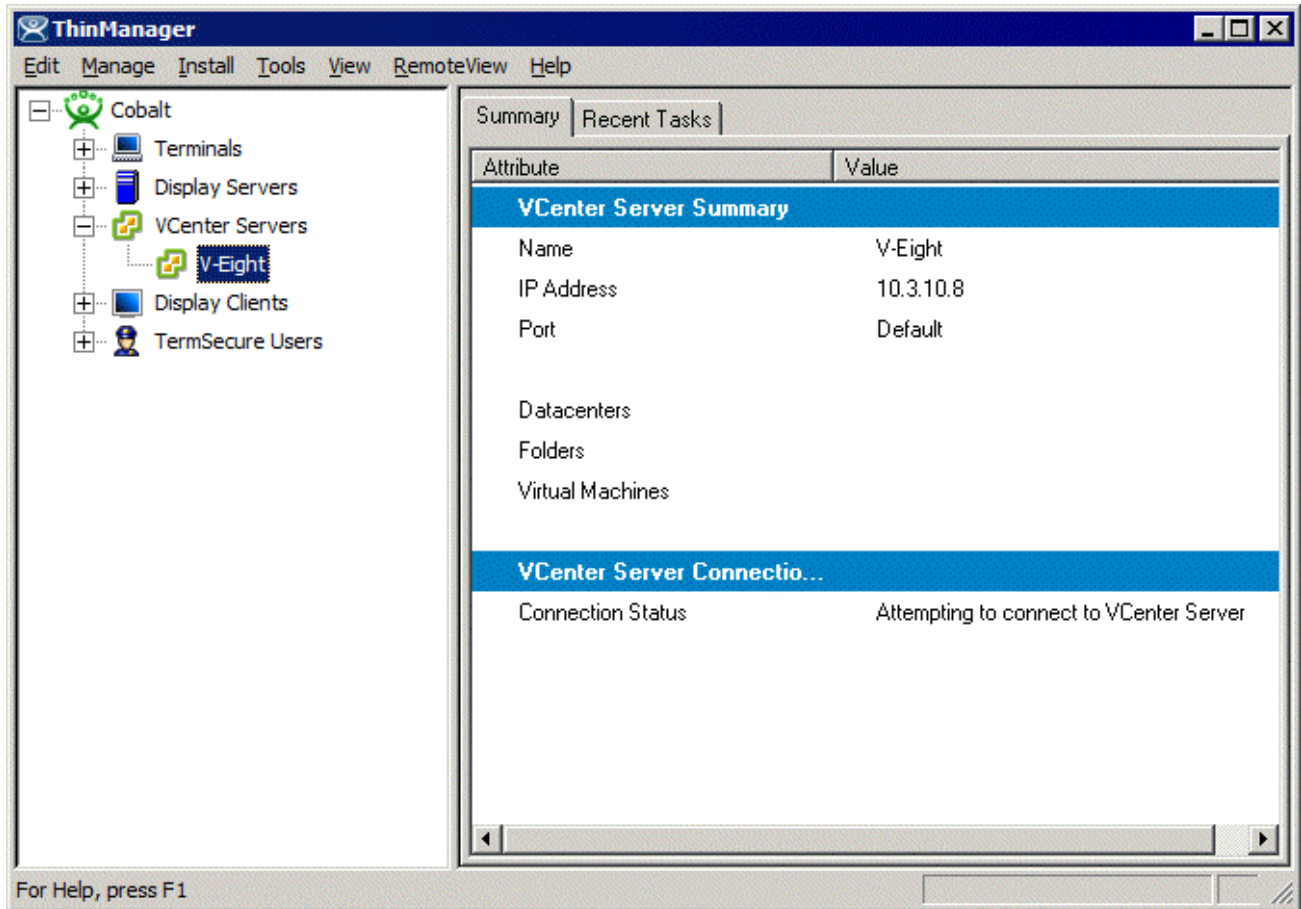 ThinManager
Edit Manage Install Tools View RemoteView Help
Cobalt
Terminals
Display Servers
VCenter Servers
V-Eight
Display Clients
TermSecure Users
Summary Recent Tasks
Attribute Value
VCenter Server Summary
Name V-Eight
IP Address 10.3.10.8
Port Default
Datacenters
Folders
Virtual Machines
VCenter Server Connectio...
Connection Status Attempting to connect to VCenter Server
For Help, press F1